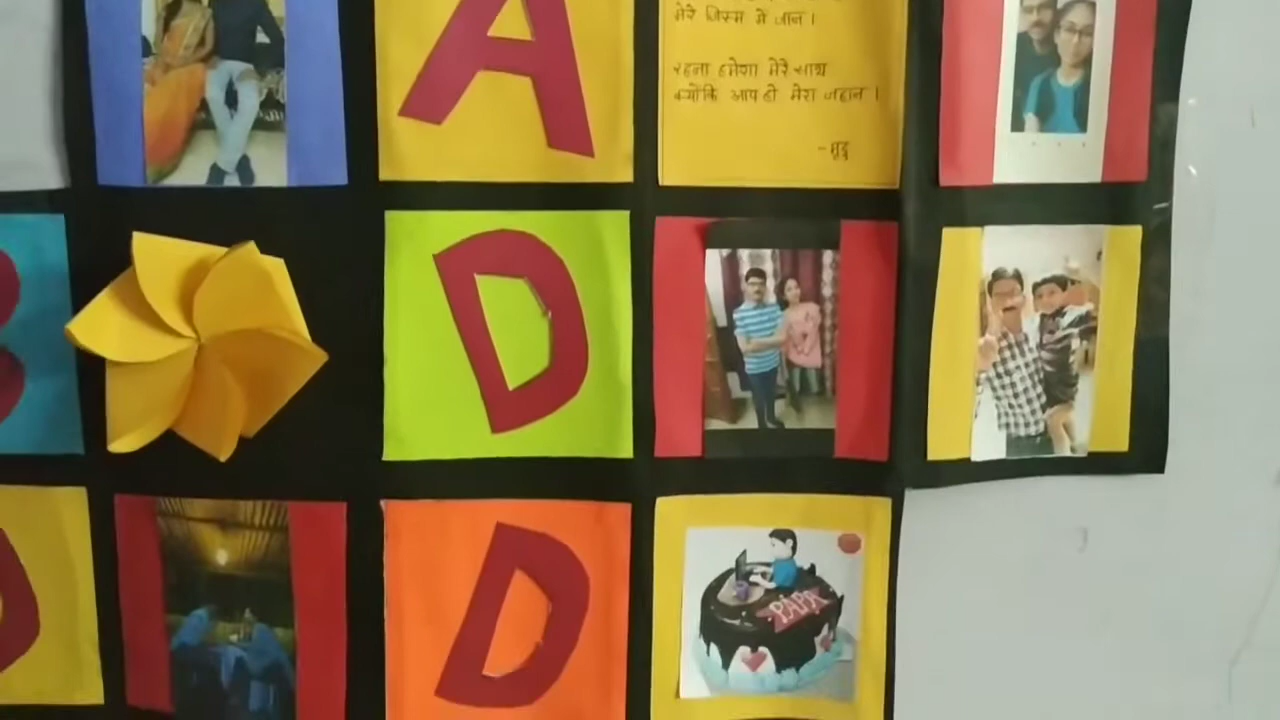 मेरे जिस्म मे जान।
रहना हमेशा मेरे साथ
क्योंकि आप ही मेरा जहान।
A
D
D
PAPA